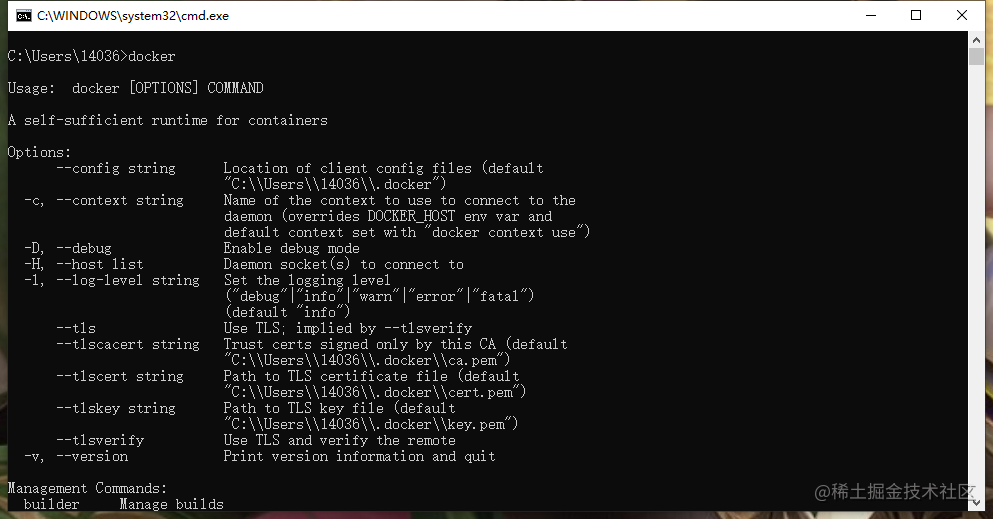 C:\WINDOWS\system32\cmd.exe
C:\Users\14036>docker
Usage:  docker [OPTIONS] COMMAND
A self-sufficient runtime for containers
Options:
      --config string      Location of client config files (default
                           "C:\\Users\\14036\\.docker")
  -c, --context string     Name of the context to use to connect to the
                           daemon (overrides DOCKER_HOST env var and
                           default context set with "docker context use")
  -D, --debug              Enable debug mode
  -H, --host list          Daemon socket(s) to connect to
  -l, --log-level string   Set the logging level
                           ("debug"|"info"|"warn"|"error"|"fatal")
                           (default "info")
      --tls                Use TLS; implied by --tlsverify
      --tlscacert string   Trust certs signed only by this CA (default
                           "C:\\Users\\14036\\.docker\\ca.pem")
      --tlscert string     Path to TLS certificate file (default
                           "C:\\Users\\14036\\.docker\\cert.pem")
      --tlskey string      Path to TLS key file (default
                           "C:\\Users\\14036\\.docker\\key.pem")
      --tlsverify          Use TLS and verify the remote
  -v, --version            Print version information and quit
Management Commands:
  builder     Manage builds
@稀土掘金技术社区